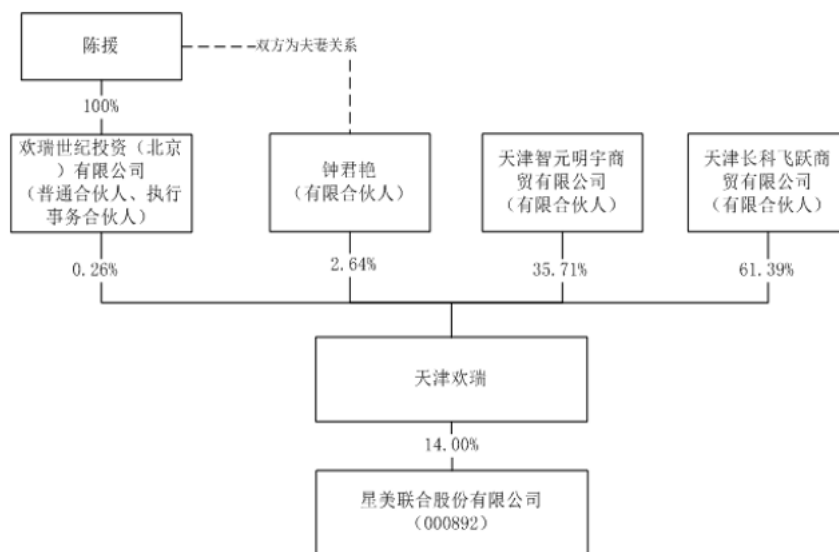 陈援
双方为夫妻关系
100%
欢瑞世纪投资（北京
）有限公司
（普通合伙人、执行
事务合伙人）
钟君艳
（有限合伙人）
天津智元明宇商
贸有限公司
（有限合伙人）
天津长科飞跃商
贸有限公司
（有限合伙人）
0.26%
2.64%
35.71%
61.39%
天津欢瑞
14.00%
星美联合股份有限公司
（000892）